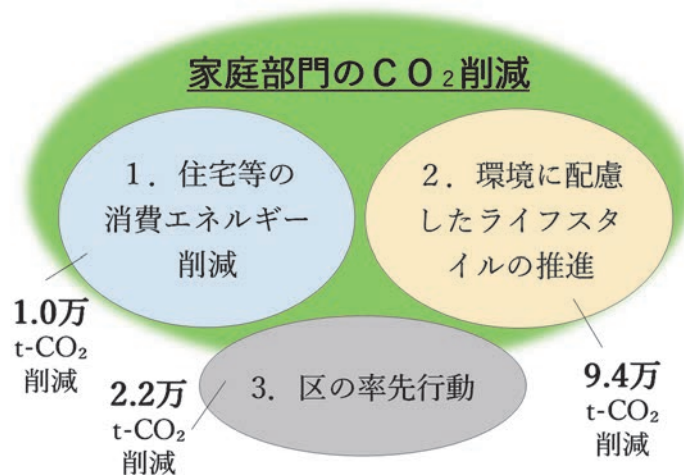 家庭部門のCO₂削減
1．住宅等の
消費エネルギー
削減
2．環境に配慮
したライフスタ
イルの推進
1.0万
t-CO₂
削減
2.2万
t-CO₂
削減
3．区の率先行動
9.4万
t-CO₂
削減